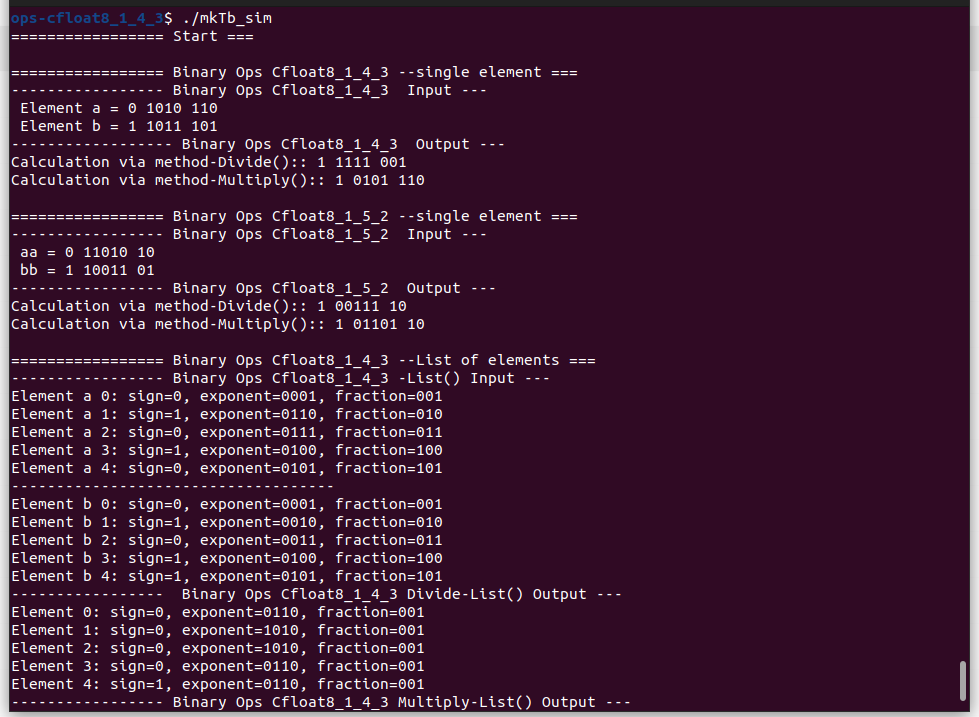 ops-cfloat8_1_4_3$ ./mkTb_sim
================= Start ===
================= Binary Ops Cfloat8_1_4_3 --single element ===
----------------- Binary Ops Cfloat8_1_4_3  Input ---
 Element a = 0 1010 110
 Element b = 1 1011 101
------------------ Binary Ops Cfloat8_1_4_3  Output ---
Calculation via method-Divide():: 1 1111 001
Calculation via method-Multiply():: 1 0101 110
================= Binary Ops Cfloat8_1_5_2 --single element ===
----------------- Binary Ops Cfloat8_1_5_2  Input ---
 aa = 0 11010 10
 bb = 1 10011 01
----------------- Binary Ops Cfloat8_1_5_2  Output ---
Calculation via method-Divide():: 1 00111 10
Calculation via method-Multiply():: 1 01101 10
================= Binary Ops Cfloat8_1_4_3 --List of elements ===
----------------- Binary Ops Cfloat8_1_4_3 -List() Input ---
Element a 0: sign=0, exponent=0001, fraction=001
Element a 1: sign=1, exponent=0110, fraction=010
Element a 2: sign=0, exponent=0111, fraction=011
Element a 3: sign=1, exponent=0100, fraction=100
Element a 4: sign=0, exponent=0101, fraction=101
------------------------------------
Element b 0: sign=0, exponent=0001, fraction=001
Element b 1: sign=1, exponent=0010, fraction=010
Element b 2: sign=0, exponent=0011, fraction=011
Element b 3: sign=1, exponent=0100, fraction=100
Element b 4: sign=1, exponent=0101, fraction=101
-----------------  Binary Ops Cfloat8_1_4_3 Divide-List() Output ---
Element 0: sign=0, exponent=0110, fraction=001
Element 1: sign=0, exponent=1010, fraction=001
Element 2: sign=0, exponent=1010, fraction=001
Element 3: sign=0, exponent=0110, fraction=001
Element 4: sign=1, exponent=0110, fraction=001
----------------- Binary Ops Cfloat8_1_4_3 Multiply-List() Output ---